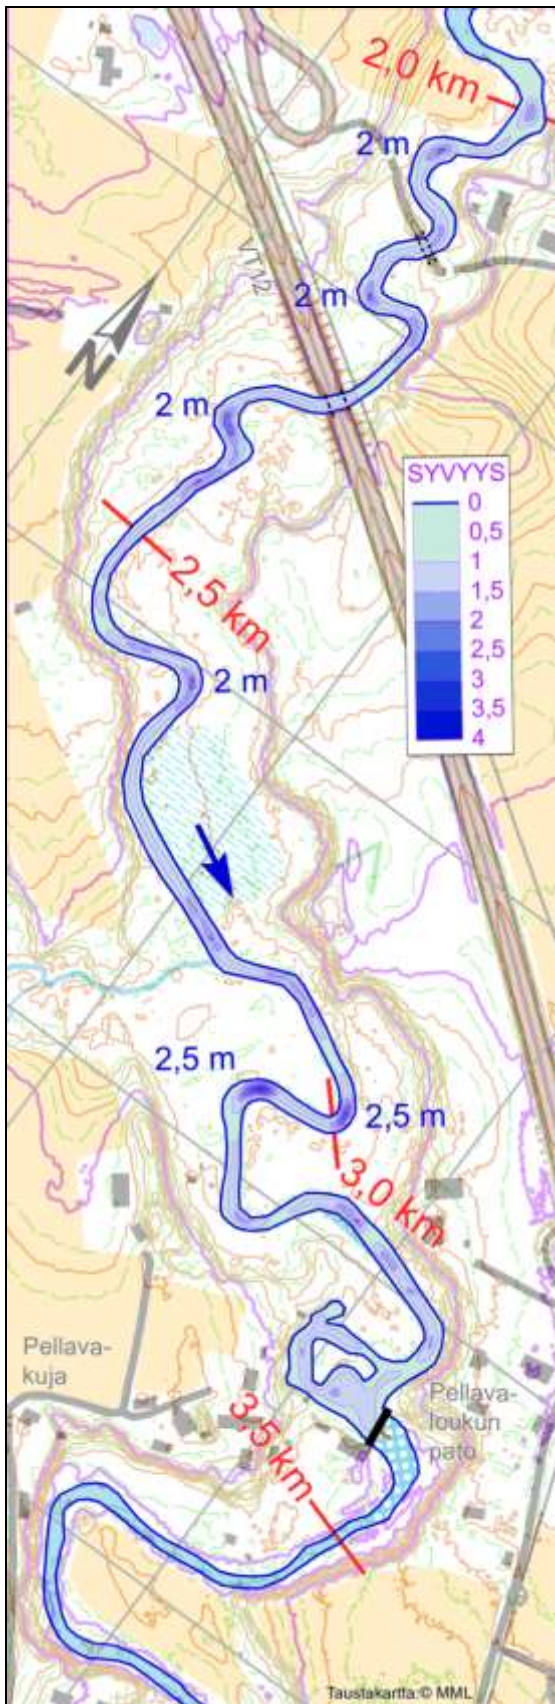 2,0 km
2 m
VT12
2 m
N
2 m
SYVYYS
0
0,5
1
1,5
2
2,5
3
3,5
4
2,5 km
2 m
2,5 m
2,5 m
3,0 km
Pellava-
kuja
Pellava-
loukun
pato
3,5 km
Taustakartta:© MML